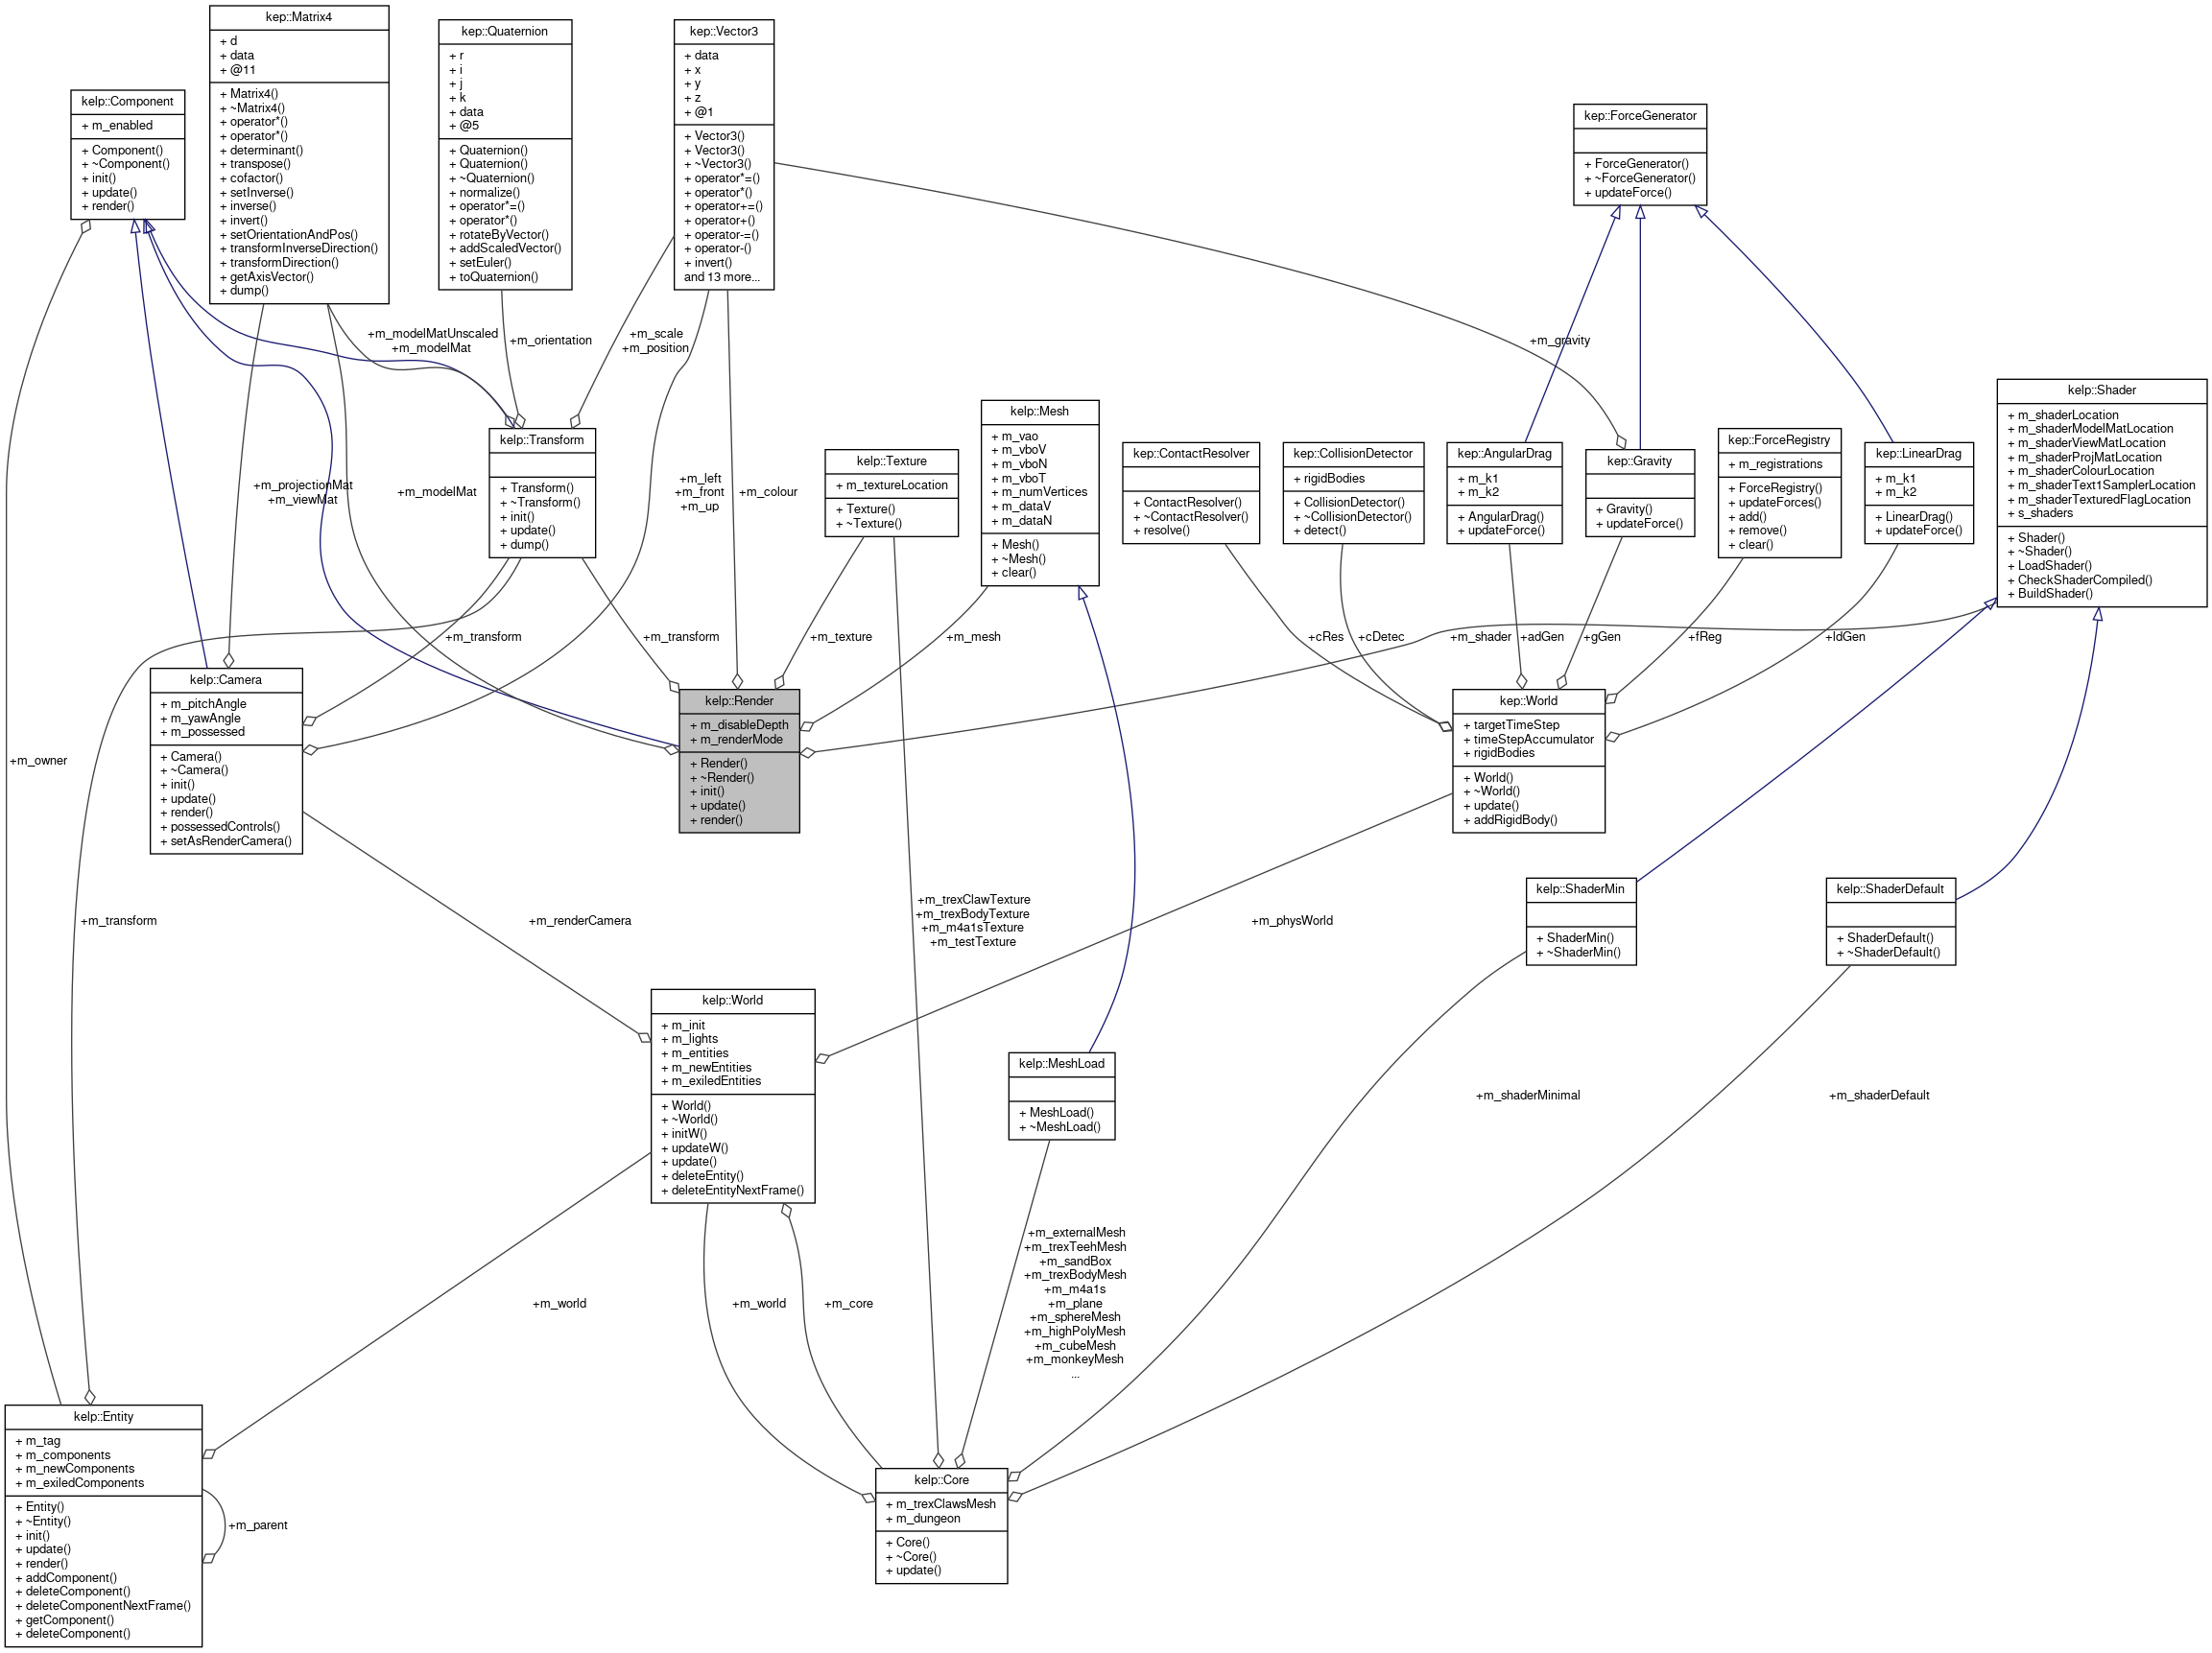 kep::Matrix4
+ d
+ data
+ @11
+ Matrix4()
+ ~Matrix4()
+ operator*()
+ operator*()
+ determinant()
+ transpose()
+ cofactor()
+ setInverse()
+ inverse()
+ invert()
+ setOrientationAndPos()
+ transformInverseDirection()
+ transformDirection()
+ getAxisVector()
+ dump()
kep::Quaternion
+ r
+ i
+ j
+ k
+ data
+ @5
+ Quaternion()
+ Quaternion()
+ ~Quaternion()
+ normalize()
+ operator*=()
+ operator*()
+ rotateByVector()
+ addScaledVector()
+ setEuler()
+ toQuaternion()
kep::Vector3
+ data
+ x
+ y
+ z
+ @1
+ Vector3()
+ Vector3()
+ ~Vector3()
+ operator*=()
+ operator*()
+ operator+=()
+ operator+()
+ operator-=()
+ operator-()
+ invert()
and 13 more...
kelp::Component
+ m_enabled
+ Component()
+ ~Component()
+ init()
+ update()
+ render()
kep::ForceGenerator
+ ForceGenerator()
+ ~ForceGenerator()
+ updateForce()
+m_modelMatUnscaled
+m_modelMat
+m_orientation
+m_scale
+m_position
+m_gravity
kelp::Shader
+ m_shaderLocation
+ m_shaderModelMatLocation
+ m_shaderViewMatLocation
+ m_shaderProjMatLocation
+ m_shaderColourLocation
+ m_shaderText1SamplerLocation
+ m_shaderTexturedFlagLocation
+ s_shaders
+ Shader()
+ ~Shader()
+ LoadShader()
+ CheckShaderCompiled()
+ BuildShader()
kelp::Transform
+ Transform()
+ ~Transform()
+ init()
+ update()
+ dump()
kelp::Texture
+ m_textureLocation
+ Texture()
+ ~Texture()
kelp::Mesh
+ m_vao
+ m_vboV
+ m_vboN
+ m_vboT
+ m_numVertices
+ m_dataV
+ m_dataN
+ Mesh()
+ ~Mesh()
+ clear()
kep::ContactResolver
+ ContactResolver()
+ ~ContactResolver()
+ resolve()
kep::CollisionDetector
+ rigidBodies
+ CollisionDetector()
+ ~CollisionDetector()
+ detect()
kep::AngularDrag
+ m_k1
+ m_k2
+ AngularDrag()
+ updateForce()
kep::Gravity
+ Gravity()
+ updateForce()
kep::ForceRegistry
+ m_registrations
+ ForceRegistry()
+ updateForces()
+ add()
+ remove()
+ clear()
kep::LinearDrag
+ m_k1
+ m_k2
+ LinearDrag()
+ updateForce()
+m_projectionMat
+m_viewMat
+m_modelMat
+m_left
+m_front
+m_up
+m_colour
+m_transform
+m_transform
+m_texture
+m_mesh
+cRes
+cDetec
+m_shader
+adGen
+gGen
+fReg
+ldGen
kelp::Camera
+ m_pitchAngle
+ m_yawAngle
+ m_possessed
+ Camera()
+ ~Camera()
+ init()
+ update()
+ render()
+ possessedControls()
+ setAsRenderCamera()
kelp::Render
+ m_disableDepth
+ m_renderMode
+ Render()
+ ~Render()
+ init()
+ update()
+ render()
kep::World
+ targetTimeStep
+ timeStepAccumulator
+ rigidBodies
+ World()
+ ~World()
+ update()
+ addRigidBody()
+m_owner
+m_transform
+m_renderCamera
+m_trexClawTexture
+m_trexBodyTexture
+m_m4a1sTexture
+m_testTexture
+m_physWorld
kelp::ShaderMin
+ ShaderMin()
+ ~ShaderMin()
kelp::ShaderDefault
+ ShaderDefault()
+ ~ShaderDefault()
kelp::World
+ m_init
+ m_lights
+ m_entities
+ m_newEntities
+ m_exiledEntities
+ World()
+ ~World()
+ initW()
+ updateW()
+ update()
+ deleteEntity()
+ deleteEntityNextFrame()
kelp::MeshLoad
+ MeshLoad()
+ ~MeshLoad()
+m_shaderMinimal
+m_shaderDefault
+m_world
+m_world
+m_core
+m_externalMesh
+m_trexTeehMesh
+m_sandBox
+m_trexBodyMesh
+m_m4a1s
+m_plane
+m_sphereMesh
+m_highPolyMesh
+m_cubeMesh
+m_monkeyMesh
...
kelp::Entity
+ m_tag
+ m_components
+ m_newComponents
+ m_exiledComponents
+ Entity()
+ ~Entity()
+ init()
+ update()
+ render()
+ addComponent()
+ deleteComponent()
+ deleteComponentNextFrame()
+ getComponent()
+ deleteComponent()
+m_parent
kelp::Core
+ m_trexClawsMesh
+ m_dungeon
+ Core()
+ ~Core()
+ update()